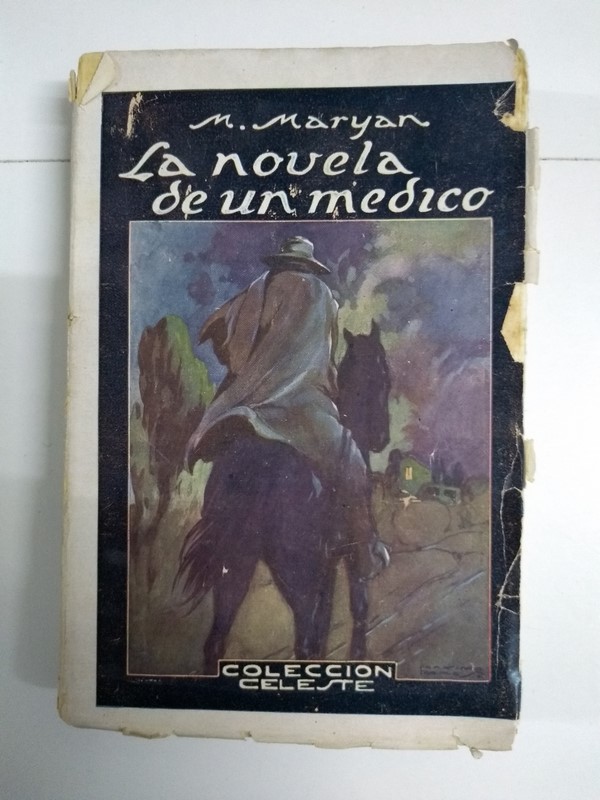 M. Maryan
La novela
de un medico
COLECCION
CELESTE